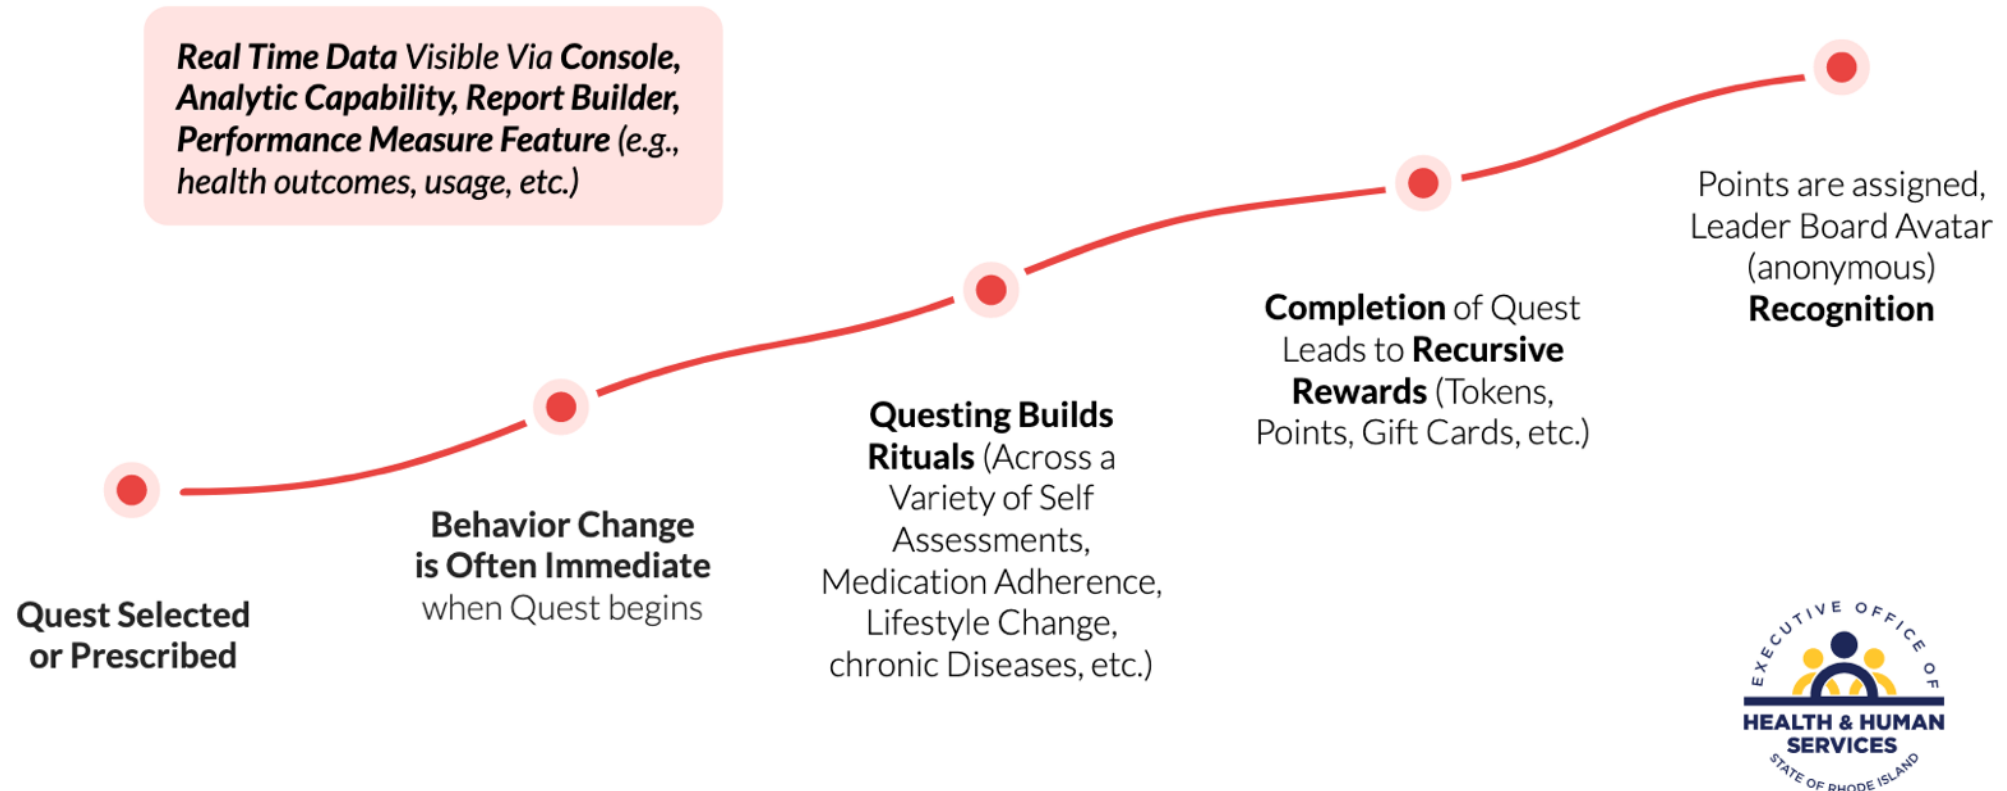 Real Time Data Visible Via Console,
Analytic Capability, Report Builder,
Performance Measure Feature (e.g.,
health outcomes, usage, etc.)
Quest Selected
or Prescribed
Behavior Change
is Often Immediate
when Quest begins
Questing Builds
Rituals (Across a
Variety of Self
Assessments,
Medication Adherence,
Lifestyle Change,
chronic Diseases, etc.)
Completion of Quest
Leads to Recursive
Rewards (Tokens,
Points, Gift Cards, etc.)
Points are assigned,
Leader Board Avatar
(anonymous)
Recognition
EXECUTIVE OFFICE OF
HEALTH & HUMAN
SERVICES
STATE OF RHODE ISLAND